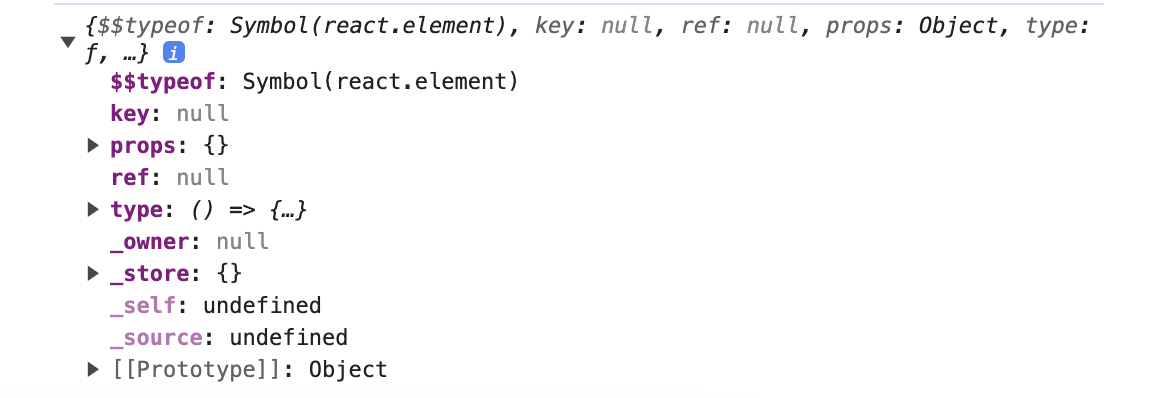 {$$typeof: Symbol(react.element), key: null, ref: null, props: Object, type:
ƒ, …} i
$$typeof: Symbol(react.element)
key: null
props: {}
ref: null
type: () => {…}
_owner: null
_store: {}
_self: undefined
_source: undefined
[[Prototype]]: Object